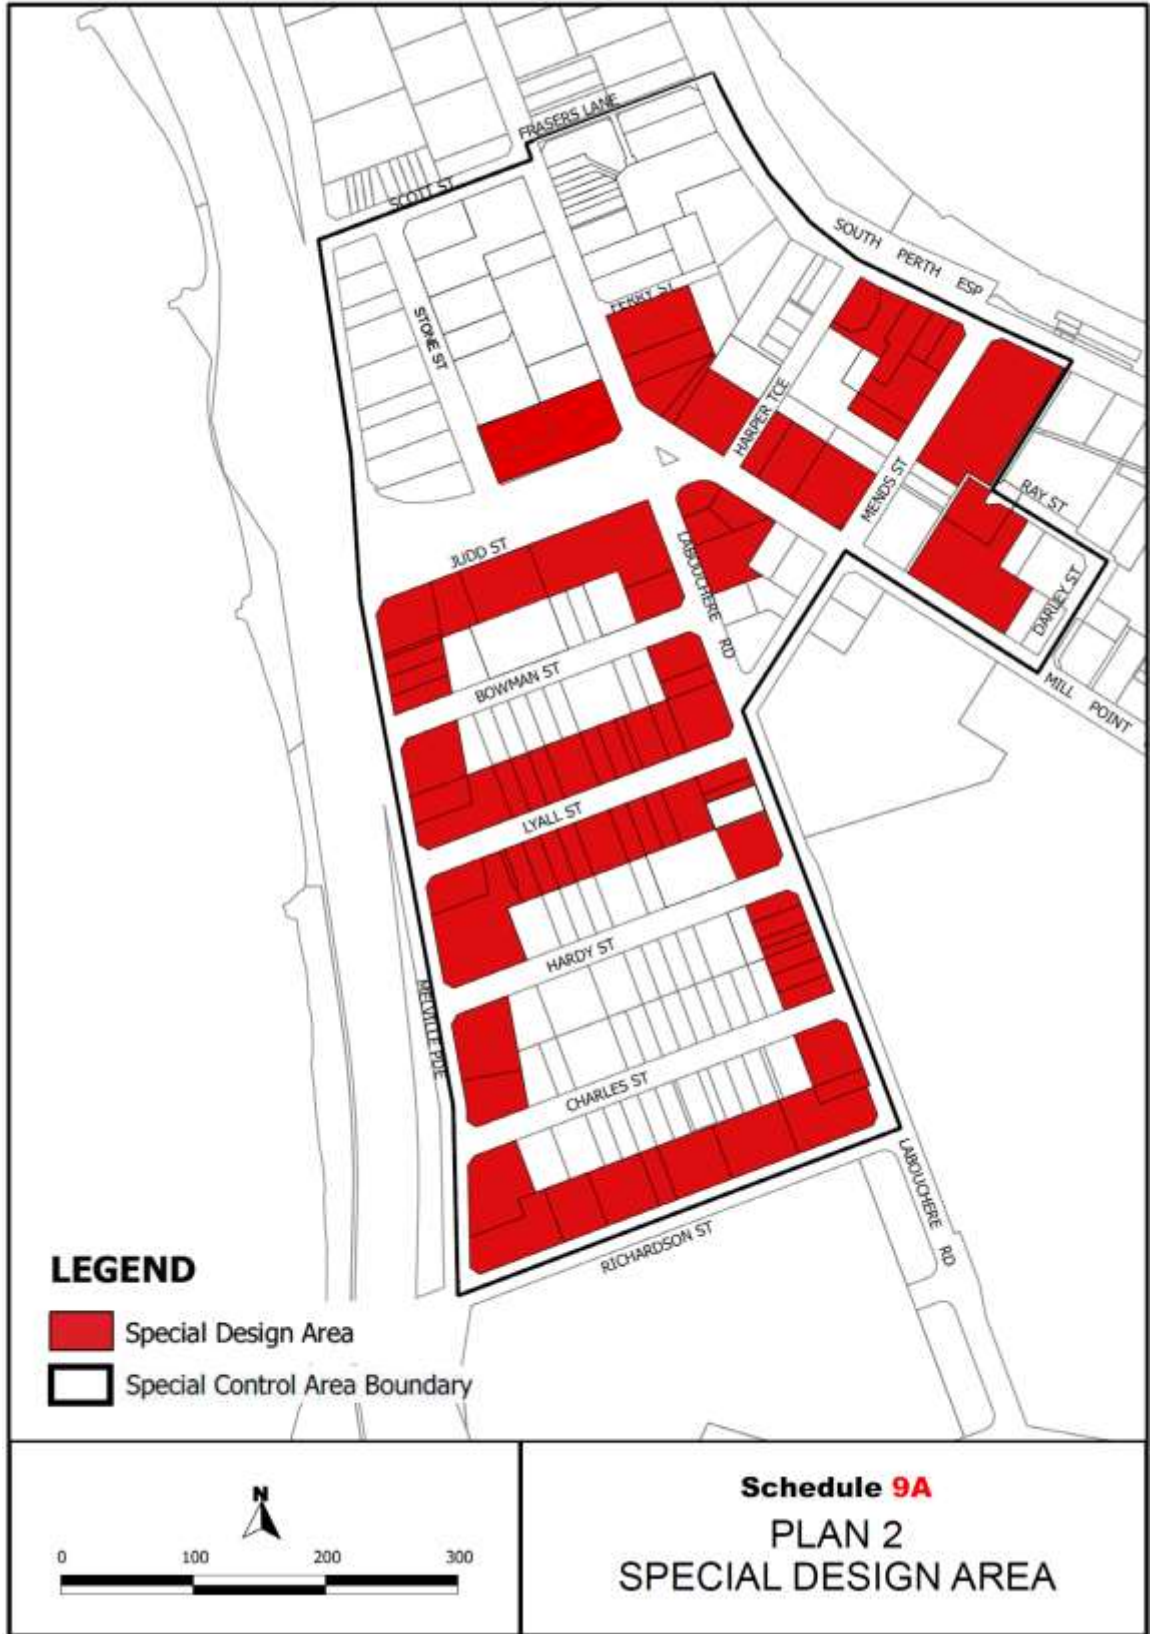 FRASERS LANE
SCOTT ST
SOUTH PERTH ESP
STONE ST
FERRY ST
HARPER TCE
MENDS ST
RAY ST
JUDD ST
LABOUCHERE RD
DARLEY ST
BOWMAN ST
MILL POINT
LYALL ST
HARDY ST
MELVILLE PDE
CHARLES ST
LABOUCHERE RD
RICHARDSON ST
LEGEND
Special Design Area
Special Control Area Boundary
N
0 100 200 300
Schedule 9A
PLAN 2
SPECIAL DESIGN AREA